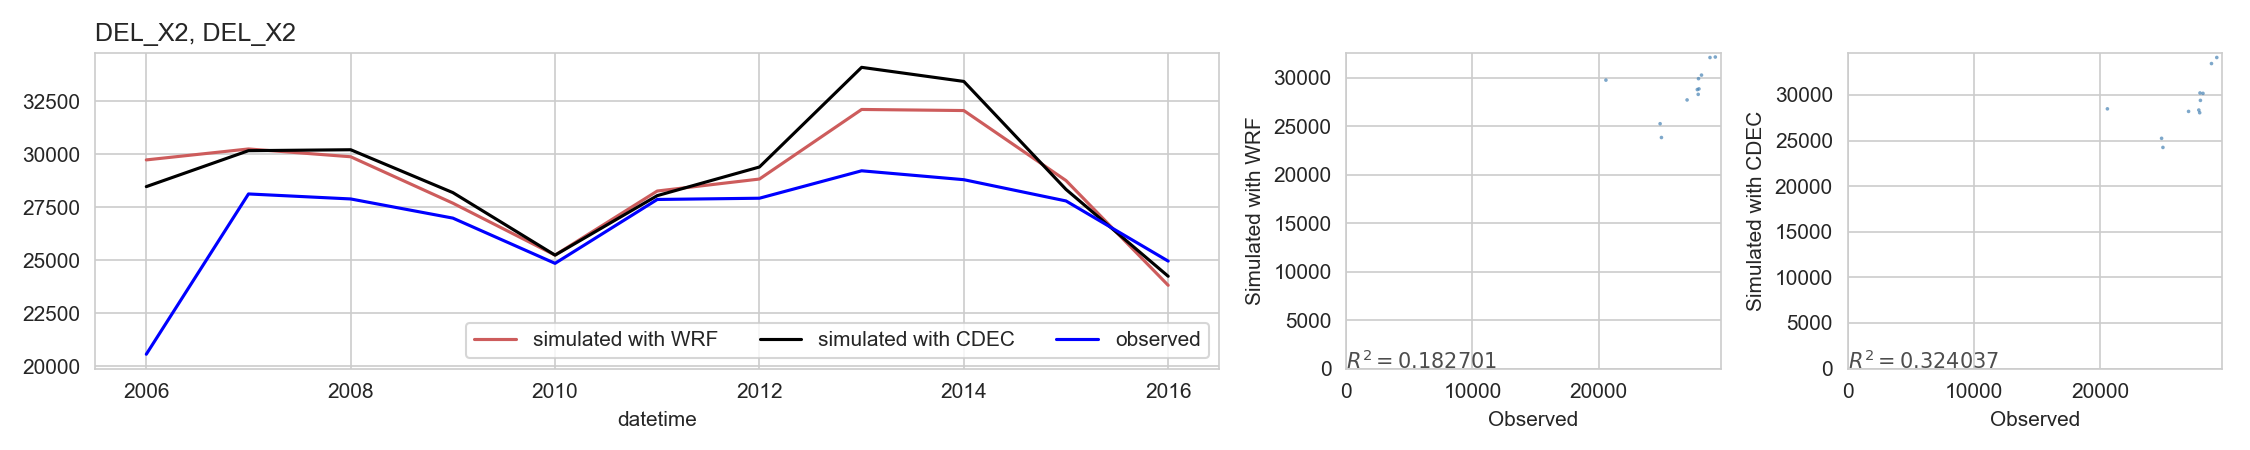 DEL_X2, DEL_X2
32500
30000
27500
25000
22500
20000
simulated with WRF simulated with CDEC observed
2006 2008 2010 2012 2014 2016
datetime
Simulated with WRF
30000
25000
20000
15000
10000
5000
0
R² = 0.182701
0 10000 20000
Observed
Simulated with CDEC
30000
25000
20000
15000
10000
5000
0
R² = 0.324037
0 10000 20000
Observed